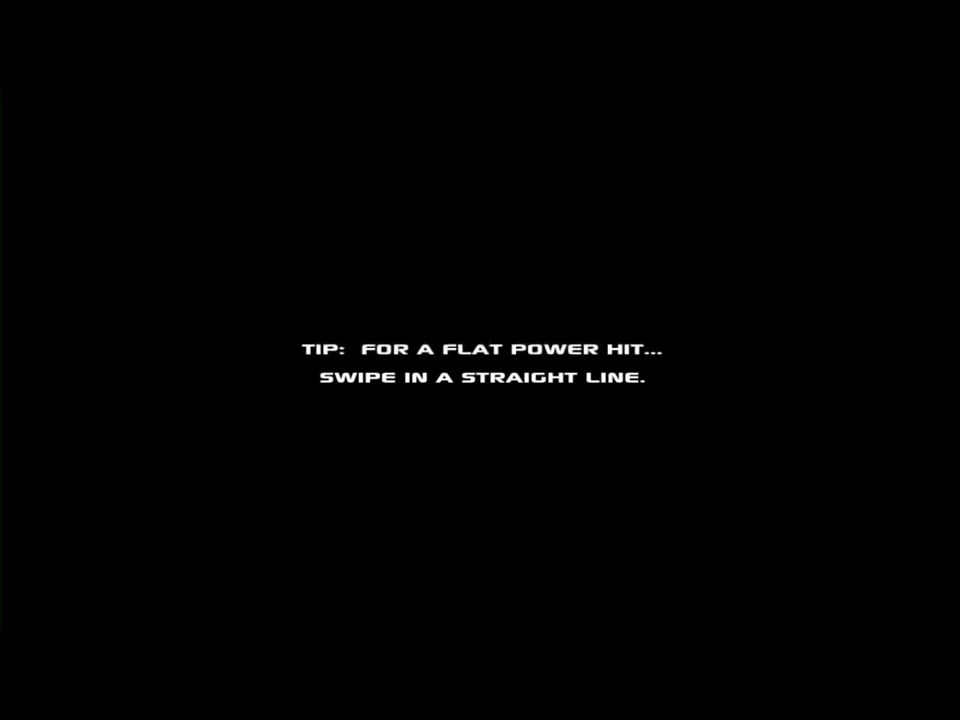 TIP:  FOR A FLAT POWER HIT...
SWIPE IN A STRAIGHT LINE.